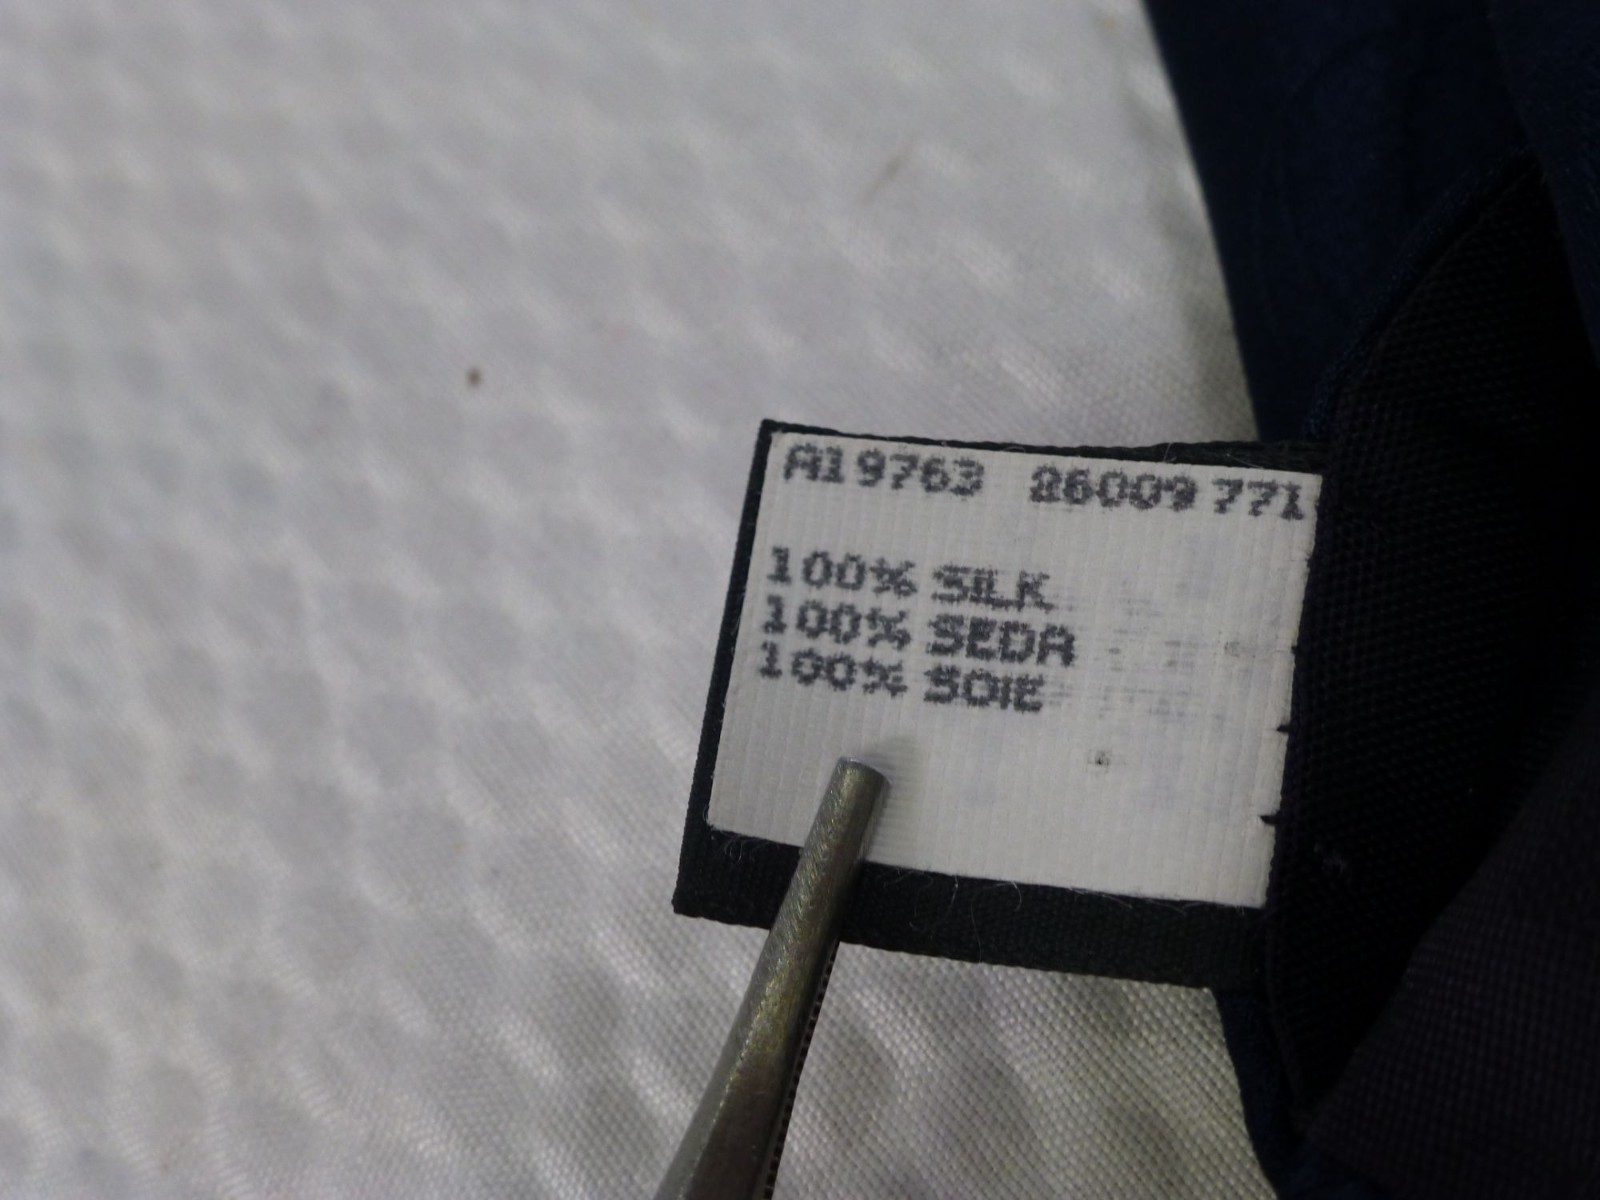 A19763 26009 771
100% SILK
100% SEDA
100% SOIE